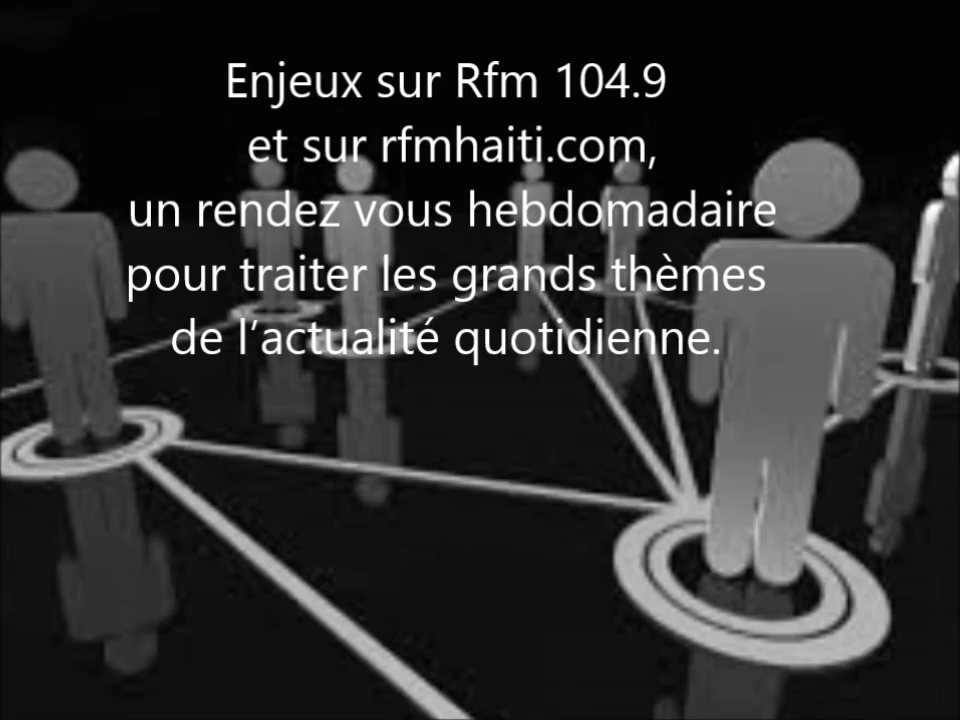 Enjeux sur Rfm 104.9
et sur rfmhaiti.com,
un rendez vous hebdomadaire
pour traiter les grands thèmes
de l’actualité quotidienne.